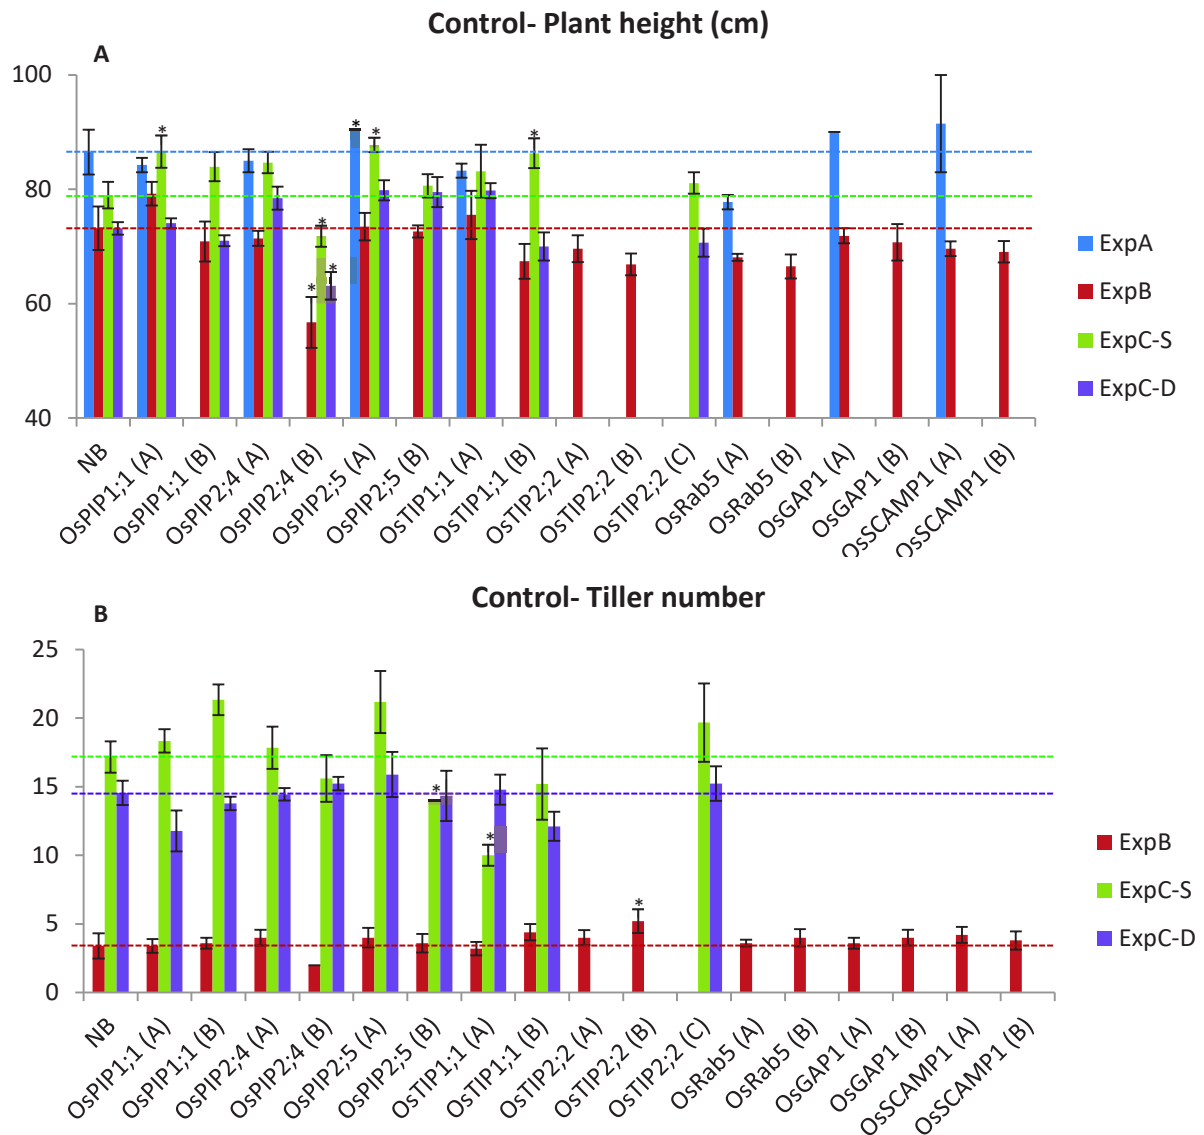 Control- Plant height (cm)
A
100
80
60
40
* * * * * * *
NB
OsPIP1;1 (A)
OsPIP1;1 (B)
OsPIP2;4 (A)
OsPIP2;4 (B)
OsPIP2;5 (A)
OsPIP2;5 (B)
OsTIP1;1 (A)
OsTIP1;1 (B)
OsTIP2;2 (A)
OsTIP2;2 (B)
OsTIP2;2 (C)
OsRab5 (A)
OsRab5 (B)
OsGAP1 (A)
OsGAP1 (B)
OsSCAMP1 (A)
OsSCAMP1 (B)
ExpA
ExpB
ExpC-S
ExpC-D
Control- Tiller number
B
25
20
15
10
5
0
* * *
NB
OsPIP1;1 (A)
OsPIP1;1 (B)
OsPIP2;4 (A)
OsPIP2;4 (B)
OsPIP2;5 (A)
OsPIP2;5 (B)
OsTIP1;1 (A)
OsTIP1;1 (B)
OsTIP2;2 (A)
OsTIP2;2 (B)
OsTIP2;2 (C)
OsRab5 (A)
OsRab5 (B)
OsGAP1 (A)
OsGAP1 (B)
OsSCAMP1 (A)
OsSCAMP1 (B)
ExpB
ExpC-S
ExpC-D